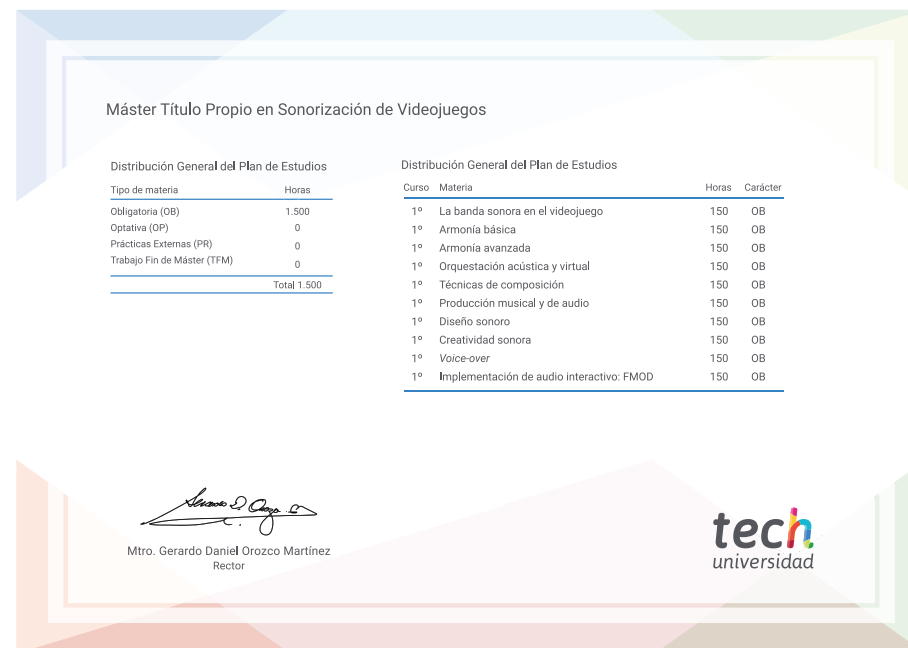 Máster Título Propio en Sonorización de Videojuegos
Distribución General del Plan de Estudios
Tipo de materia Horas
Obligatoria (OB) 1.500
Optativa (OP) 0
Prácticas Externas (PR) 0
Trabajo Fin de Máster (TFM) 0
Total 1.500
Distribución General del Plan de Estudios
Curso Materia Horas Carácter
1º La banda sonora en el videojuego 150 OB
1º Armonía básica 150 OB
1º Armonía avanzada 150 OB
1º Orquestación acústica y virtual 150 OB
1º Técnicas de composición 150 OB
1º Producción musical y de audio 150 OB
1º Diseño sonoro 150 OB
1º Creatividad sonora 150 OB
1º Voice-over 150 OB
1º Implementación de audio interactivo: FMOD 150 OB
Mtro. Gerardo Daniel Orozco Martínez
Rector
tech
universidad